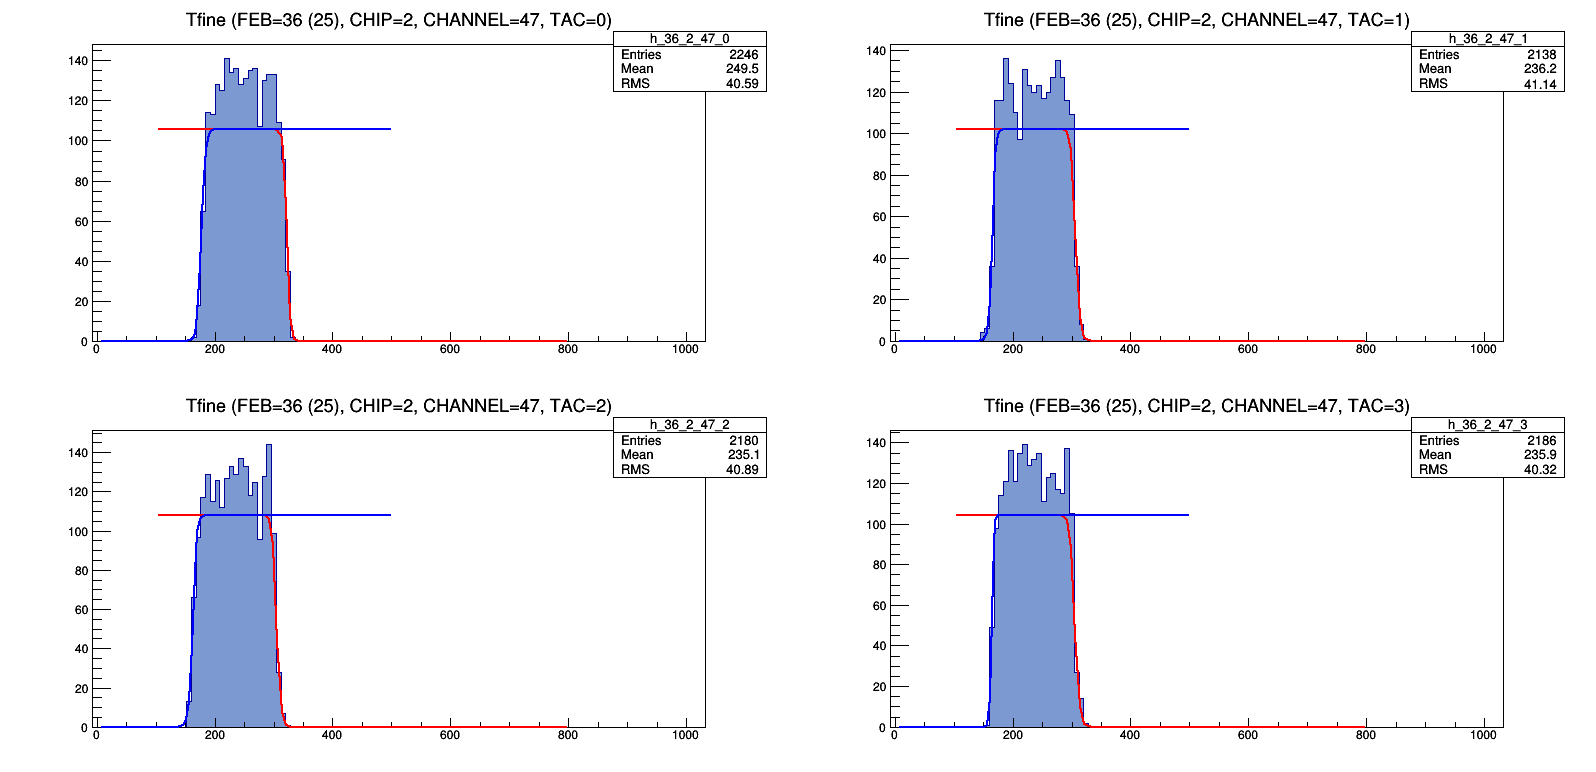 Tfine (FEB=36 (25), CHIP=2, CHANNEL=47, TAC=0)
h_36_2_47_0
Entries 2246
Mean 249.5
RMS 40.59
140
120
100
80
60
40
20
0
0 200 400 600 800 1000
Tfine (FEB=36 (25), CHIP=2, CHANNEL=47, TAC=1)
h_36_2_47_1
Entries 2138
Mean 236.2
RMS 41.14
140
120
100
80
60
40
20
0
0 200 400 600 800 1000
Tfine (FEB=36 (25), CHIP=2, CHANNEL=47, TAC=2)
h_36_2_47_2
Entries 2180
Mean 235.1
RMS 40.89
140
120
100
80
60
40
20
0
0 200 400 600 800 1000
Tfine (FEB=36 (25), CHIP=2, CHANNEL=47, TAC=3)
h_36_2_47_3
Entries 2186
Mean 235.9
RMS 40.32
140
120
100
80
60
40
20
0
0 200 400 600 800 1000